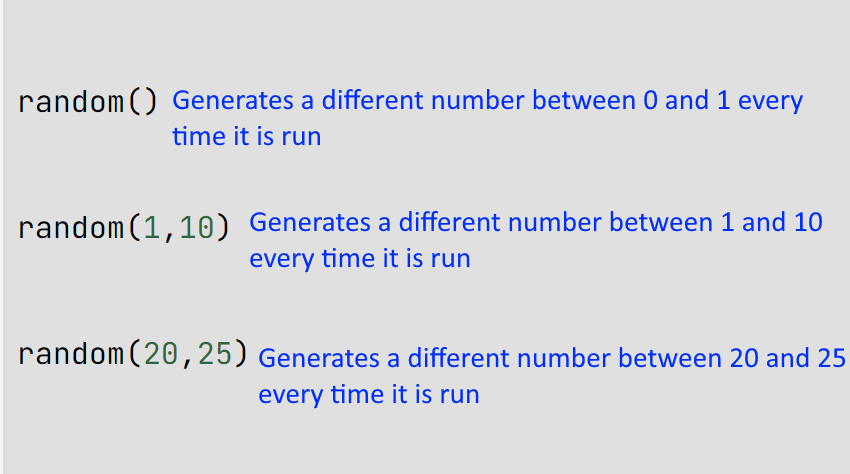 random() Generates a different number between 0 and 1 every
time it is run
random(1,10) Generates a different number between 1 and 10
every time it is run
random(20,25) Generates a different number between 20 and 25
every time it is run